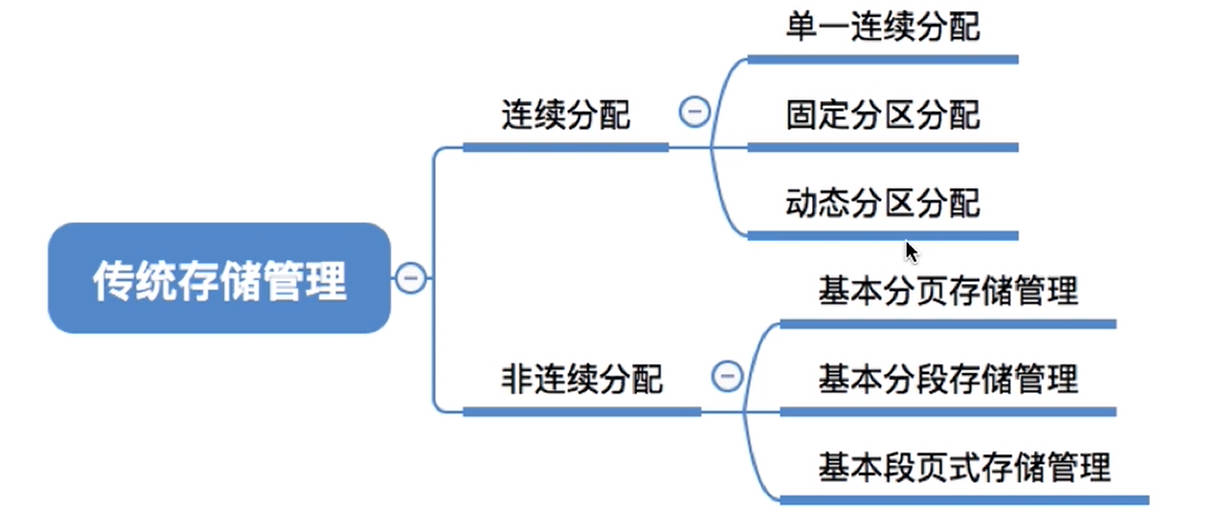 传统存储管理
连续分配
单一连续分配
固定分区分配
动态分区分配
非连续分配
基本分页存储管理
基本分段存储管理
基本段页式存储管理